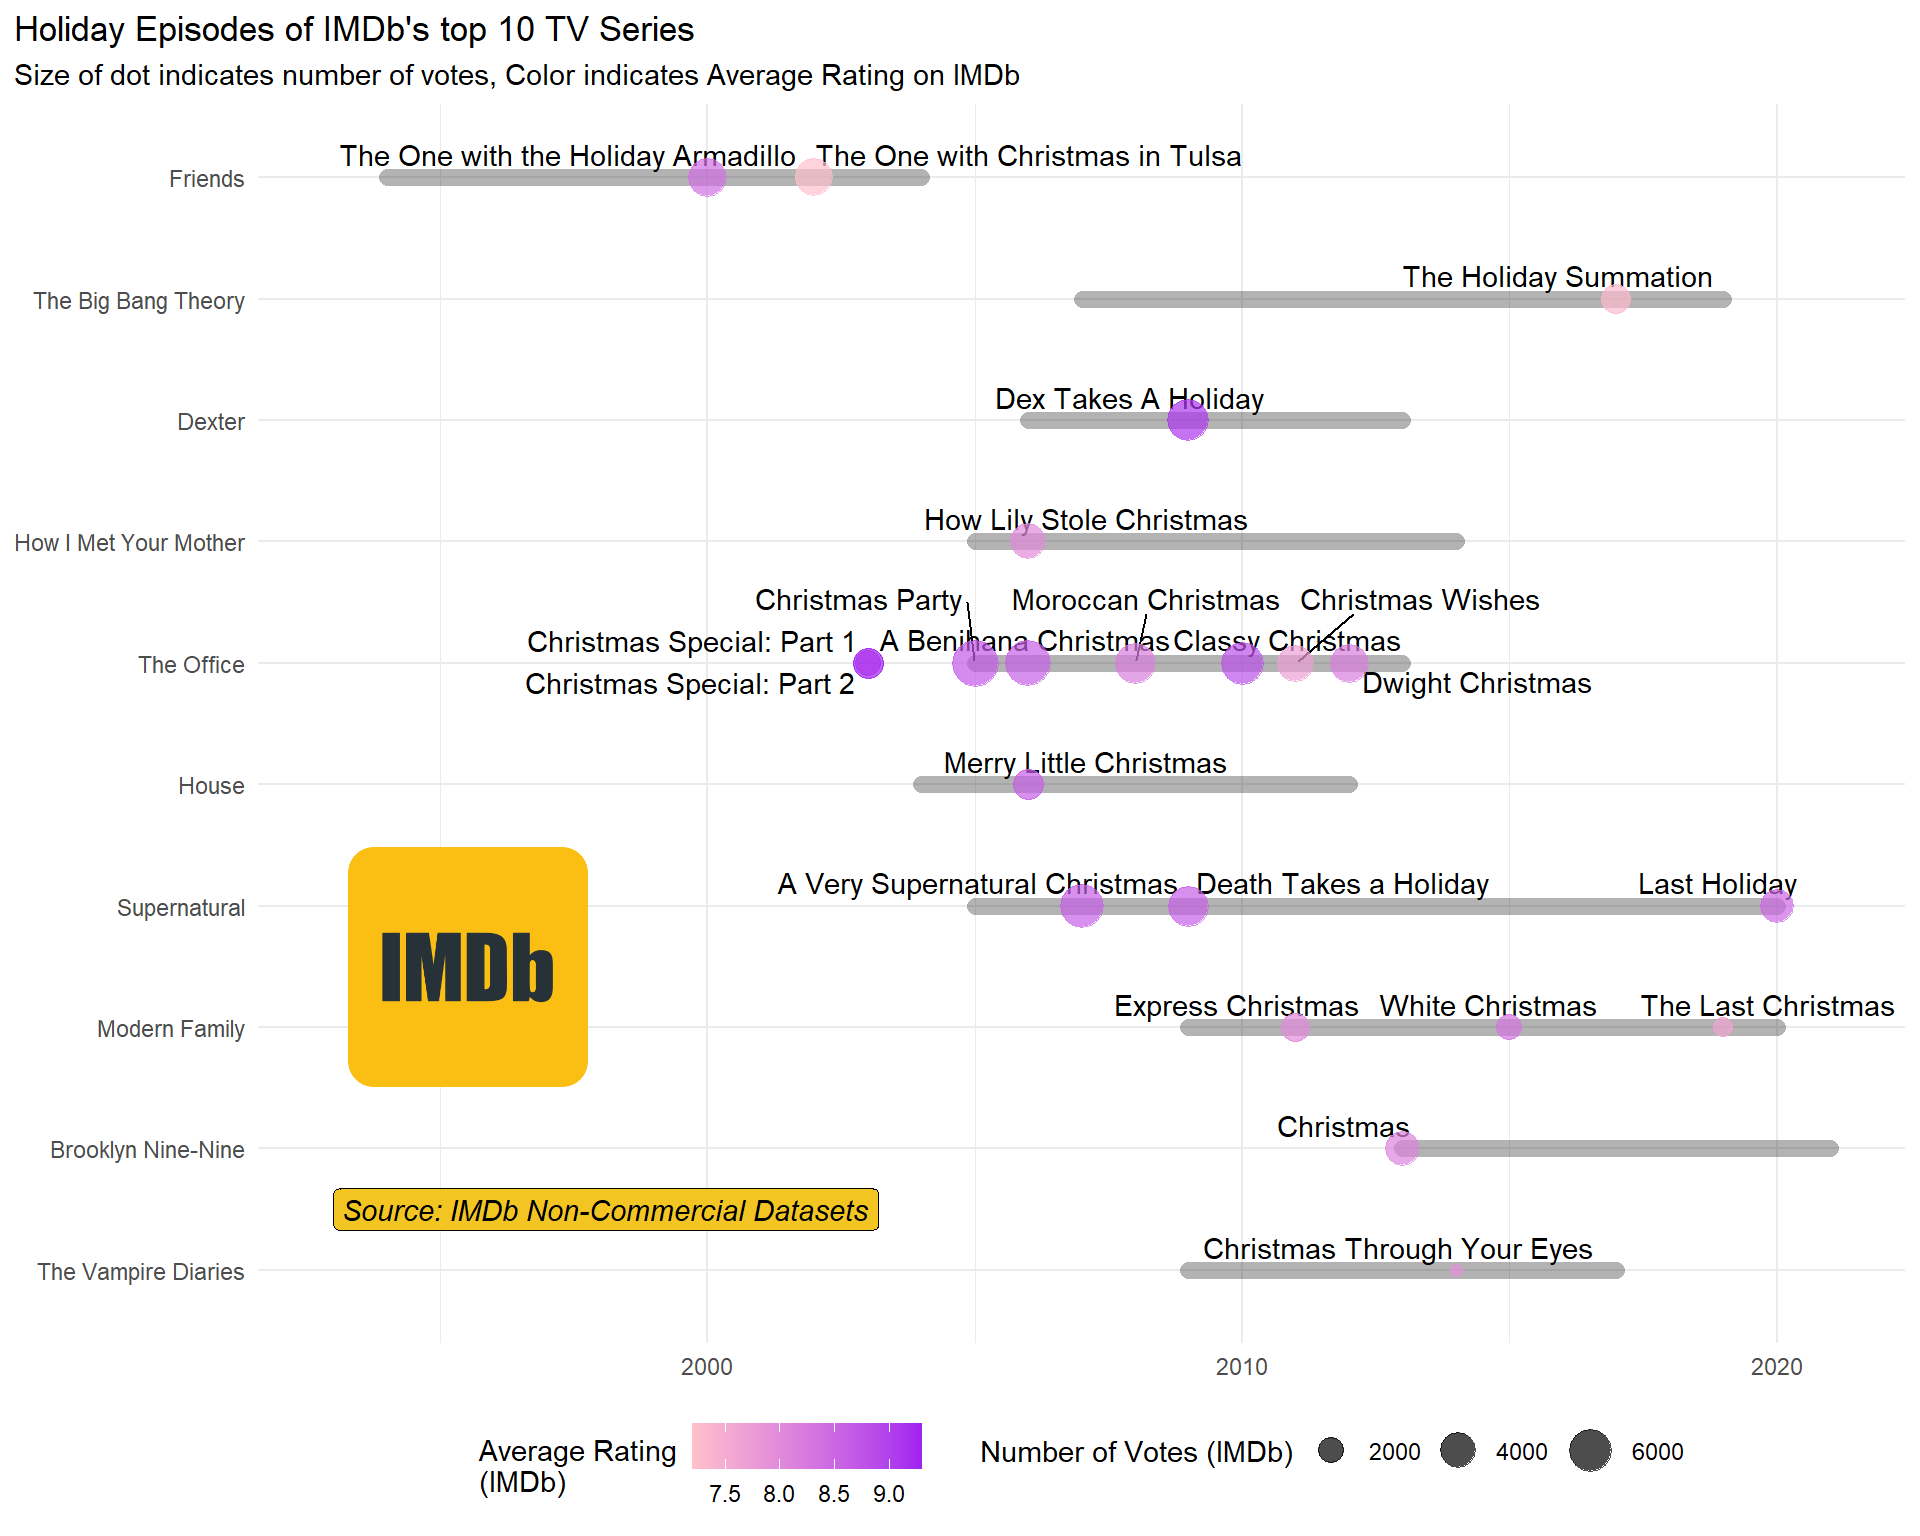 Holiday Episodes of IMDb's top 10 TV Series
Size of dot indicates number of votes, Color indicates Average Rating on IMDb
The One with the Holiday Armadillo
The One with Christmas in Tulsa
Friends
The Holiday Summation
The Big Bang Theory
Dex Takes A Holiday
Dexter
How Lily Stole Christmas
How I Met Your Mother
Christmas Party
Moroccan Christmas
Christmas Wishes
Christmas Special: Part 1
A Benihana Christmas
Classy Christmas
The Office
Christmas Special: Part 2
Dwight Christmas
Merry Little Christmas
House
A Very Supernatural Christmas
Death Takes a Holiday
Last Holiday
Supernatural
IMDb
Express Christmas
White Christmas
The Last Christmas
Modern Family
Christmas
Brooklyn Nine-Nine
Source: IMDb Non-Commercial Datasets
Christmas Through Your Eyes
The Vampire Diaries
2000
2010
2020
Average Rating
(IMDb)
7.5
8.0
8.5
9.0
Number of Votes (IMDb)
2000
4000
6000